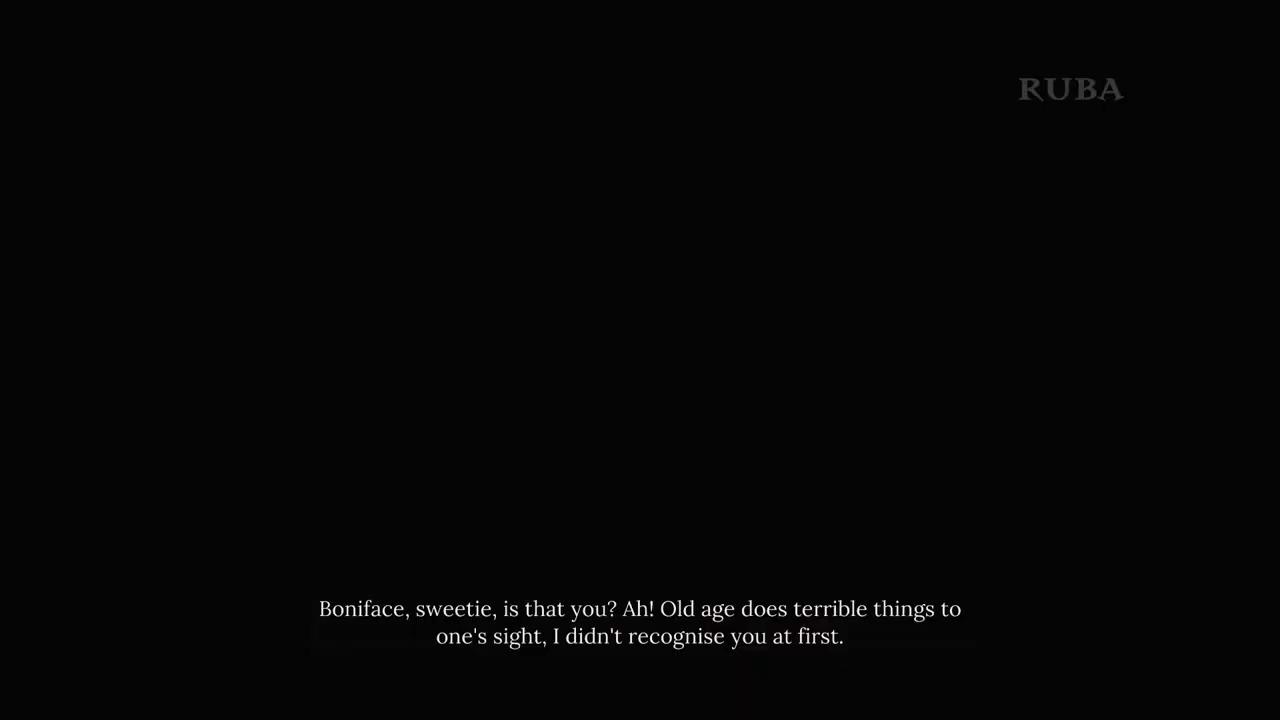 RUBA
Boniface, sweetie, is that you? Ah! Old age does terrible things to
one's sight, I didn't recognise you at first.